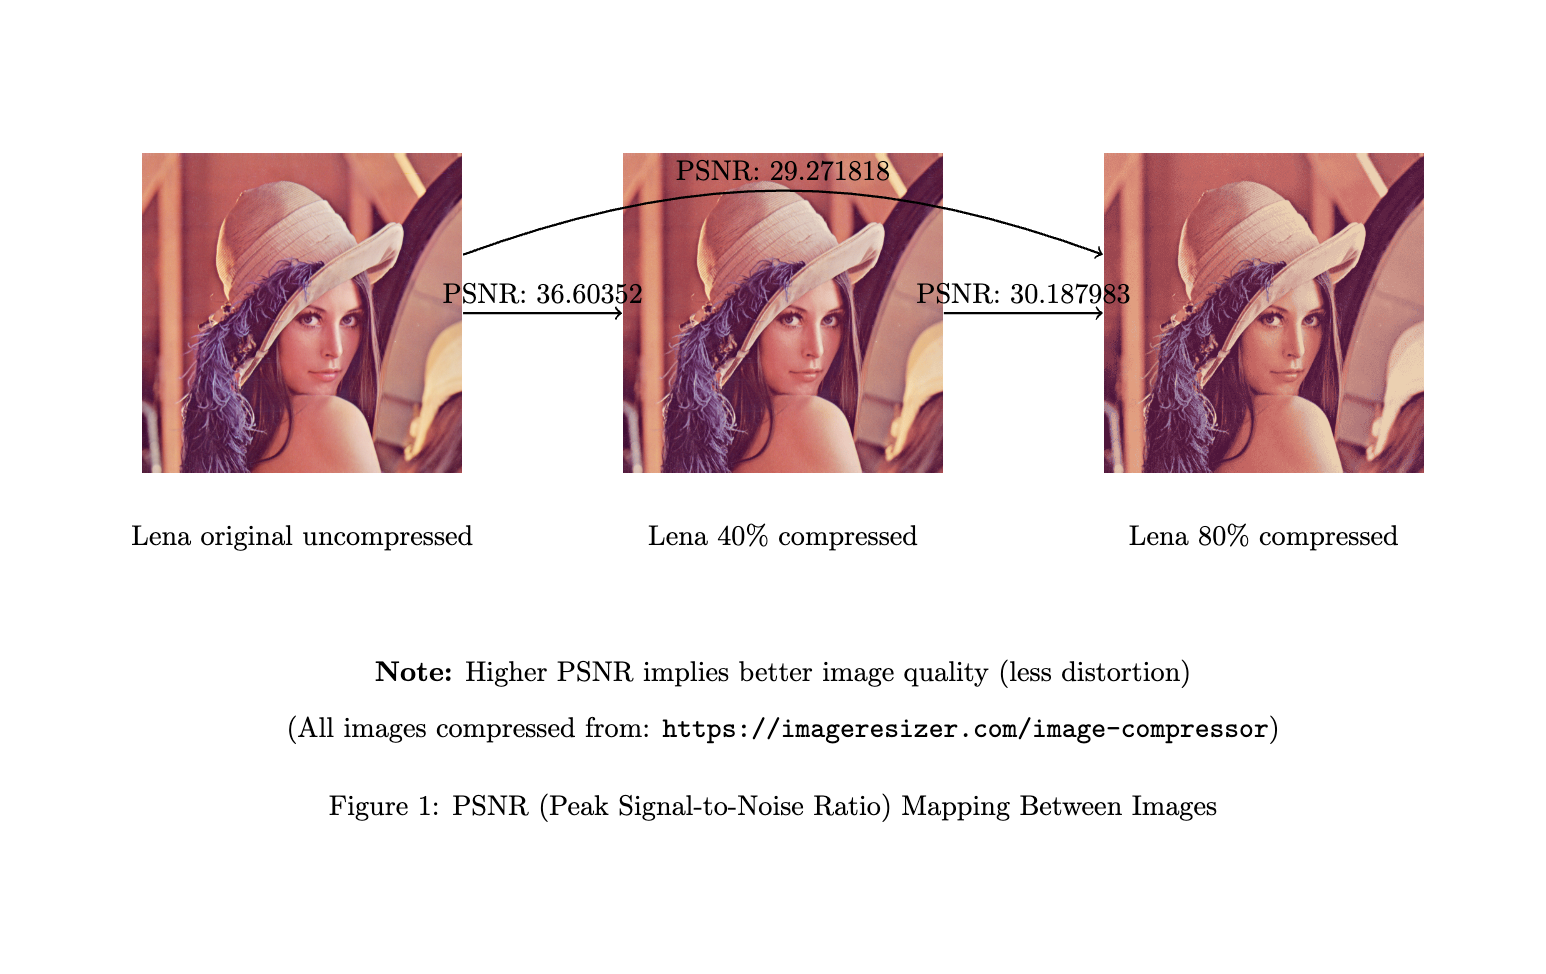 PSNR: 29.271818
PSNR: 36.60352
PSNR: 30.187983
Lena original uncompressed
Lena 40% compressed
Lena 80% compressed
Note: Higher PSNR implies better image quality (less distortion)
(All images compressed from: https://imageresizer.com/image-compressor)
Figure 1: PSNR (Peak Signal-to-Noise Ratio) Mapping Between Images